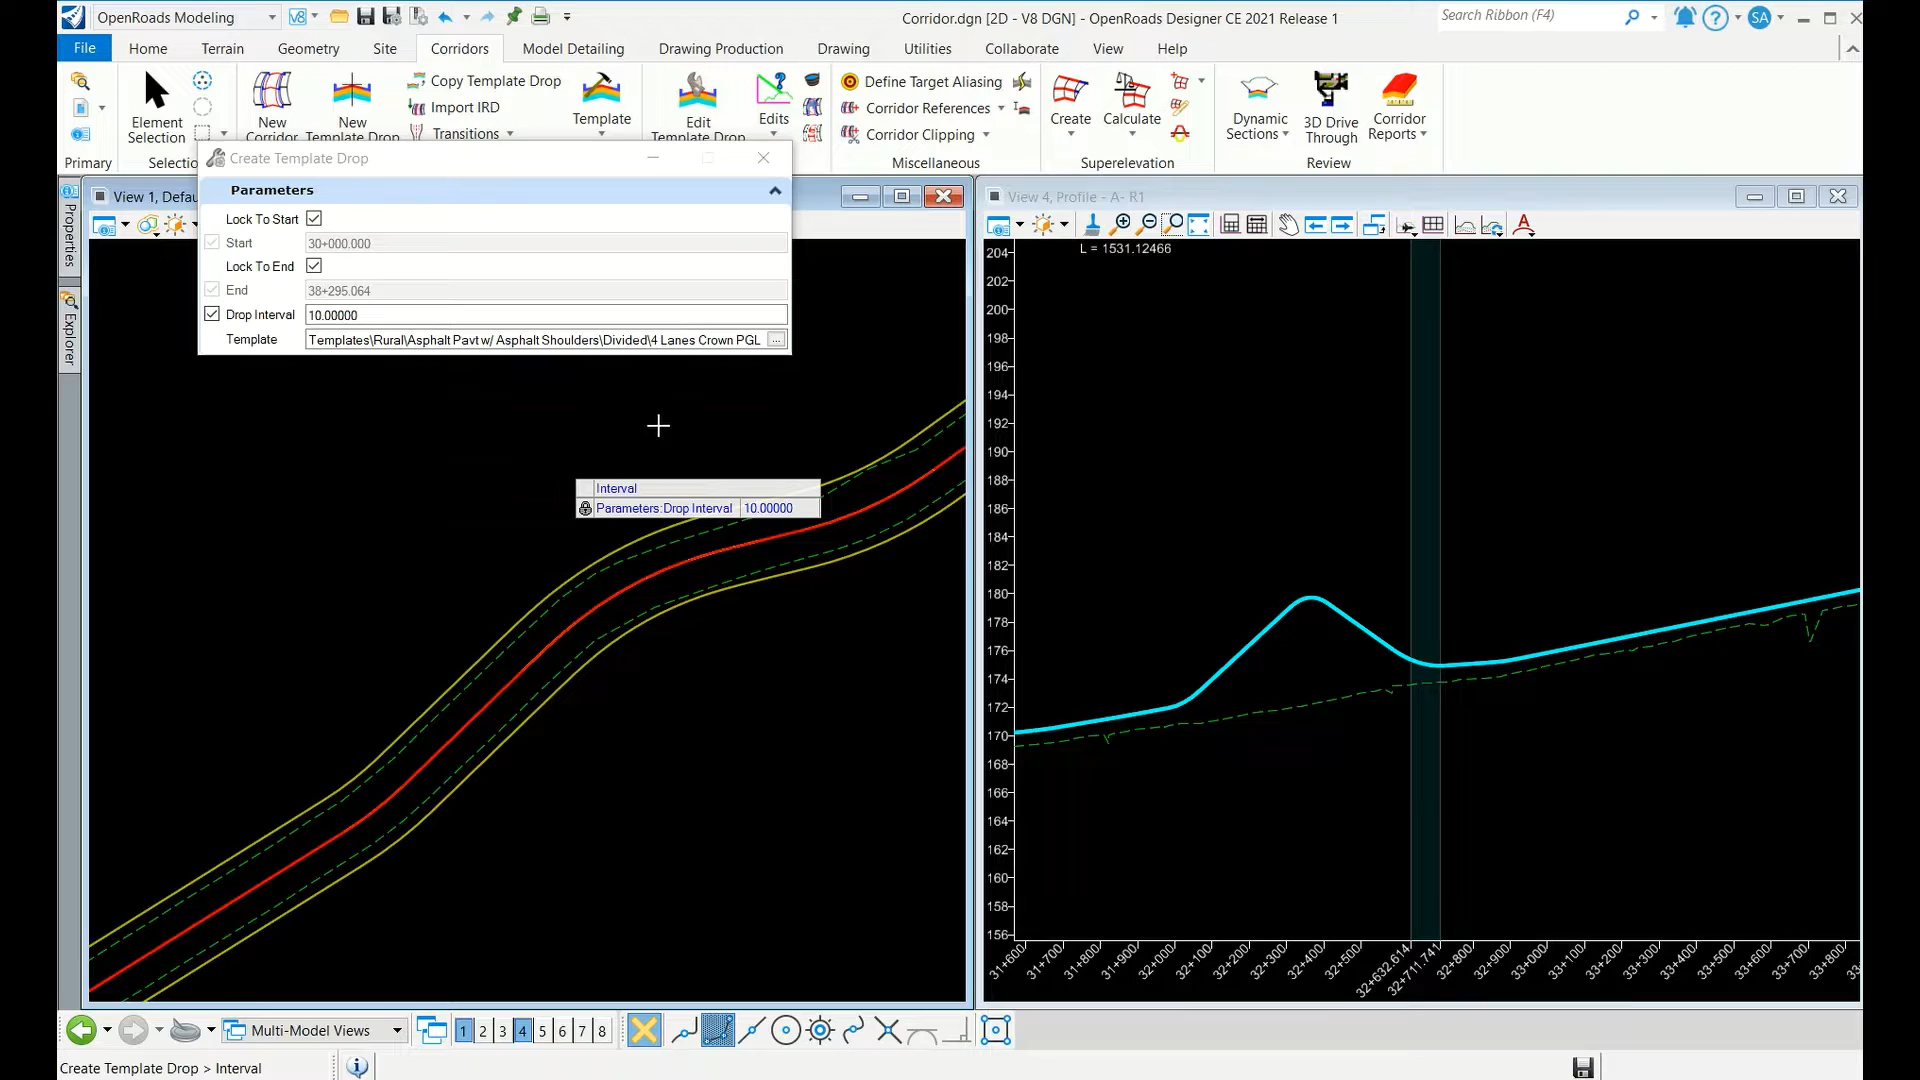 OpenRoads Modeling
Corridor.dgn [2D - V8 DGN] - OpenRoads Designer CE 2021 Release 1
Search Ribbon (F4)
SA
File
Home
Terrain
Geometry
Site
Corridors
Model Detailing
Drawing Production
Drawing
Utilities
Collaborate
View
Help
Element
Selection
New
Corridor
New
Template Drop
Copy Template Drop
Import IRD
Transitions
Template
Edit
Template Drop
Edits
Define Target Aliasing
Corridor References
Corridor Clipping
Create
Calculate
Dynamic
Sections
3D Drive
Through
Corridor
Reports
Primary
Selectio
Miscellaneous
Superelevation
Review
Create Template Drop
Parameters
Lock To Start
Start
30+000.000
Lock To End
End
38+295.064
Drop Interval
10.00000
Template
Templates\Rural\Asphalt Pavt w/ Asphalt Shoulders\Divided\4 Lanes Crown PGL
...
Properties
Explorer
View 1, Defau
Interval
Parameters:Drop Interval
10.00000
View 4, Profile - A- R1
L = 1531.12466
204
202
200
198
196
194
192
190
188
186
184
182
180
178
176
174
172
170
168
166
164
162
160
158
156
31+600
31+700
31+800
31+900
32+000
32+100
32+200
32+300
32+400
32+500
32+632.614
32+711.741
32+800
32+900
33+000
33+100
33+200
33+300
33+400
33+500
33+600
33+700
33+800
Multi-Model Views
1 2 3 4 5 6 7 8
Create Template Drop > Interval